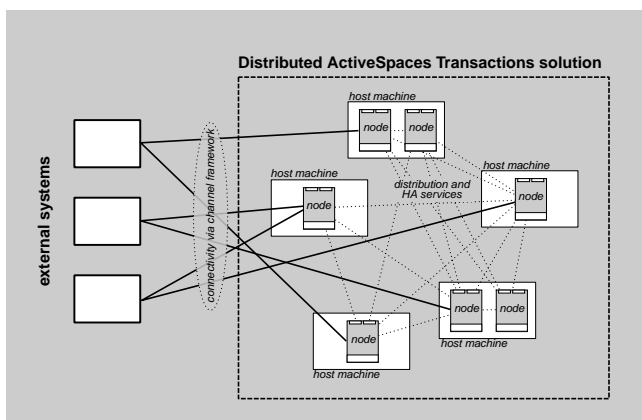 Distributed ActiveSpaces Transactions solution
host machine
node
node
host machine
host machine
distribution and
HA services
node
node
external systems
connectivity via channel framework
node
node
node
host machine
host machine